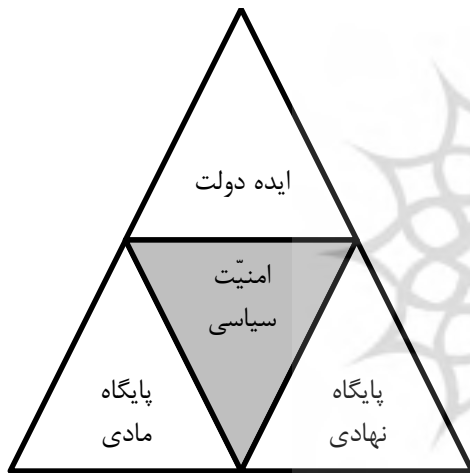 ایده دولت
امنیّت
سیاسی
پایگاه
نهادی
پایگاه
مادی